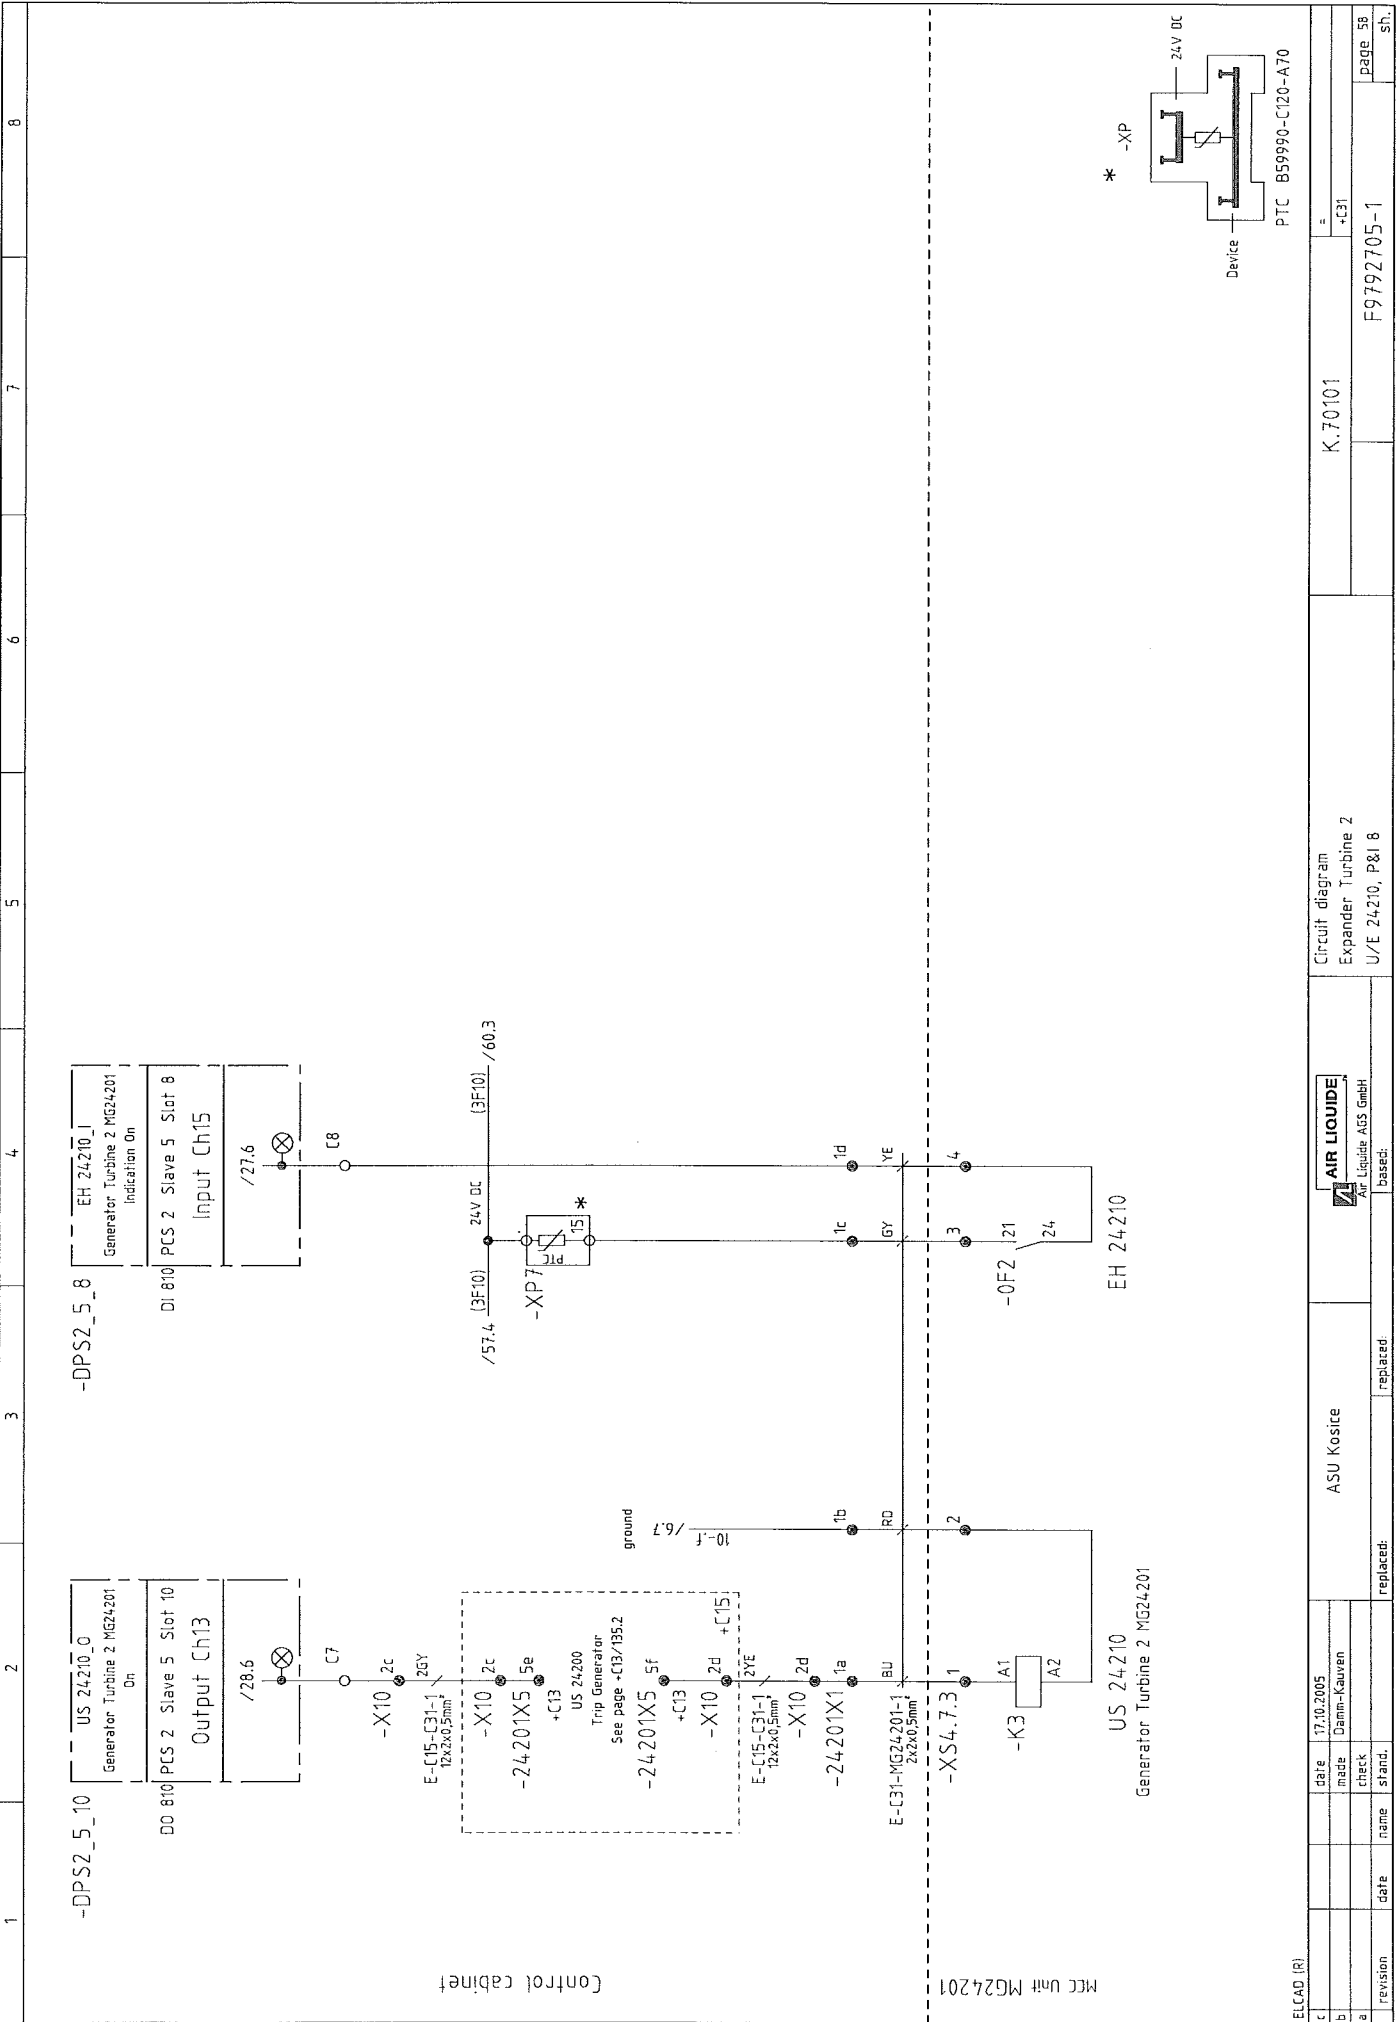 1
2
3
4
5
6
7
8
-DPS2_5_10
US 24210_O
Generator Turbine 2 MG24201
On
DO 810 PCS 2 Slave 5 Slot 10
Output Ch13
/28.6
C7
-X10
2c
E-C15-C31-1
12x2x0,5mm²
2GY
-X10
2c
-24201X5
5e
+C13
US 24200
Trip Generator
See page +C13/135.2
-24201X5
5f
+C13
-X10
2d
+C15
E-C15-C31-1
12x2x0,5mm²
2YE
-X10
2d
-24201X1
1a
E-C31-MG24201-1
2x2x0,5mm²
BU
-XS4.7.3
1
-K3
A1
A2
US 24210
Generator Turbine 2 MG24201
ground
/6.7
10-.f
1b
RD
2
-DPS2_5_8
EH 24210_I
Generator Turbine 2 MG24201
Indication On
DI 810 PCS 2 Slave 5 Slot 8
Input Ch15
/27.6
C8
/57.4
(3F10)
24V DC
(3F10)
/60.3
-XP7
PTC
15
*
1c
1d
GY
YE
3
4
-0F2
21
24
EH 24210
Control cabinet
MCC Unit MG24201
*
-XP
24V DC
Device
PTC B59990-C120-A70
ELCAD (R)
c
b
a
revision
date
name
date
17.10.2005
made
Damm-Kauven
check
stand.
ASU Kosice
replaced:
replaced:
AIR LIQUIDE
Air Liquide AGS GmbH
based:
Circuit diagram
Expander Turbine 2
U/E 24210, P&I 8
K.70101
=
+C31
F9792705-1
page 58
sh.